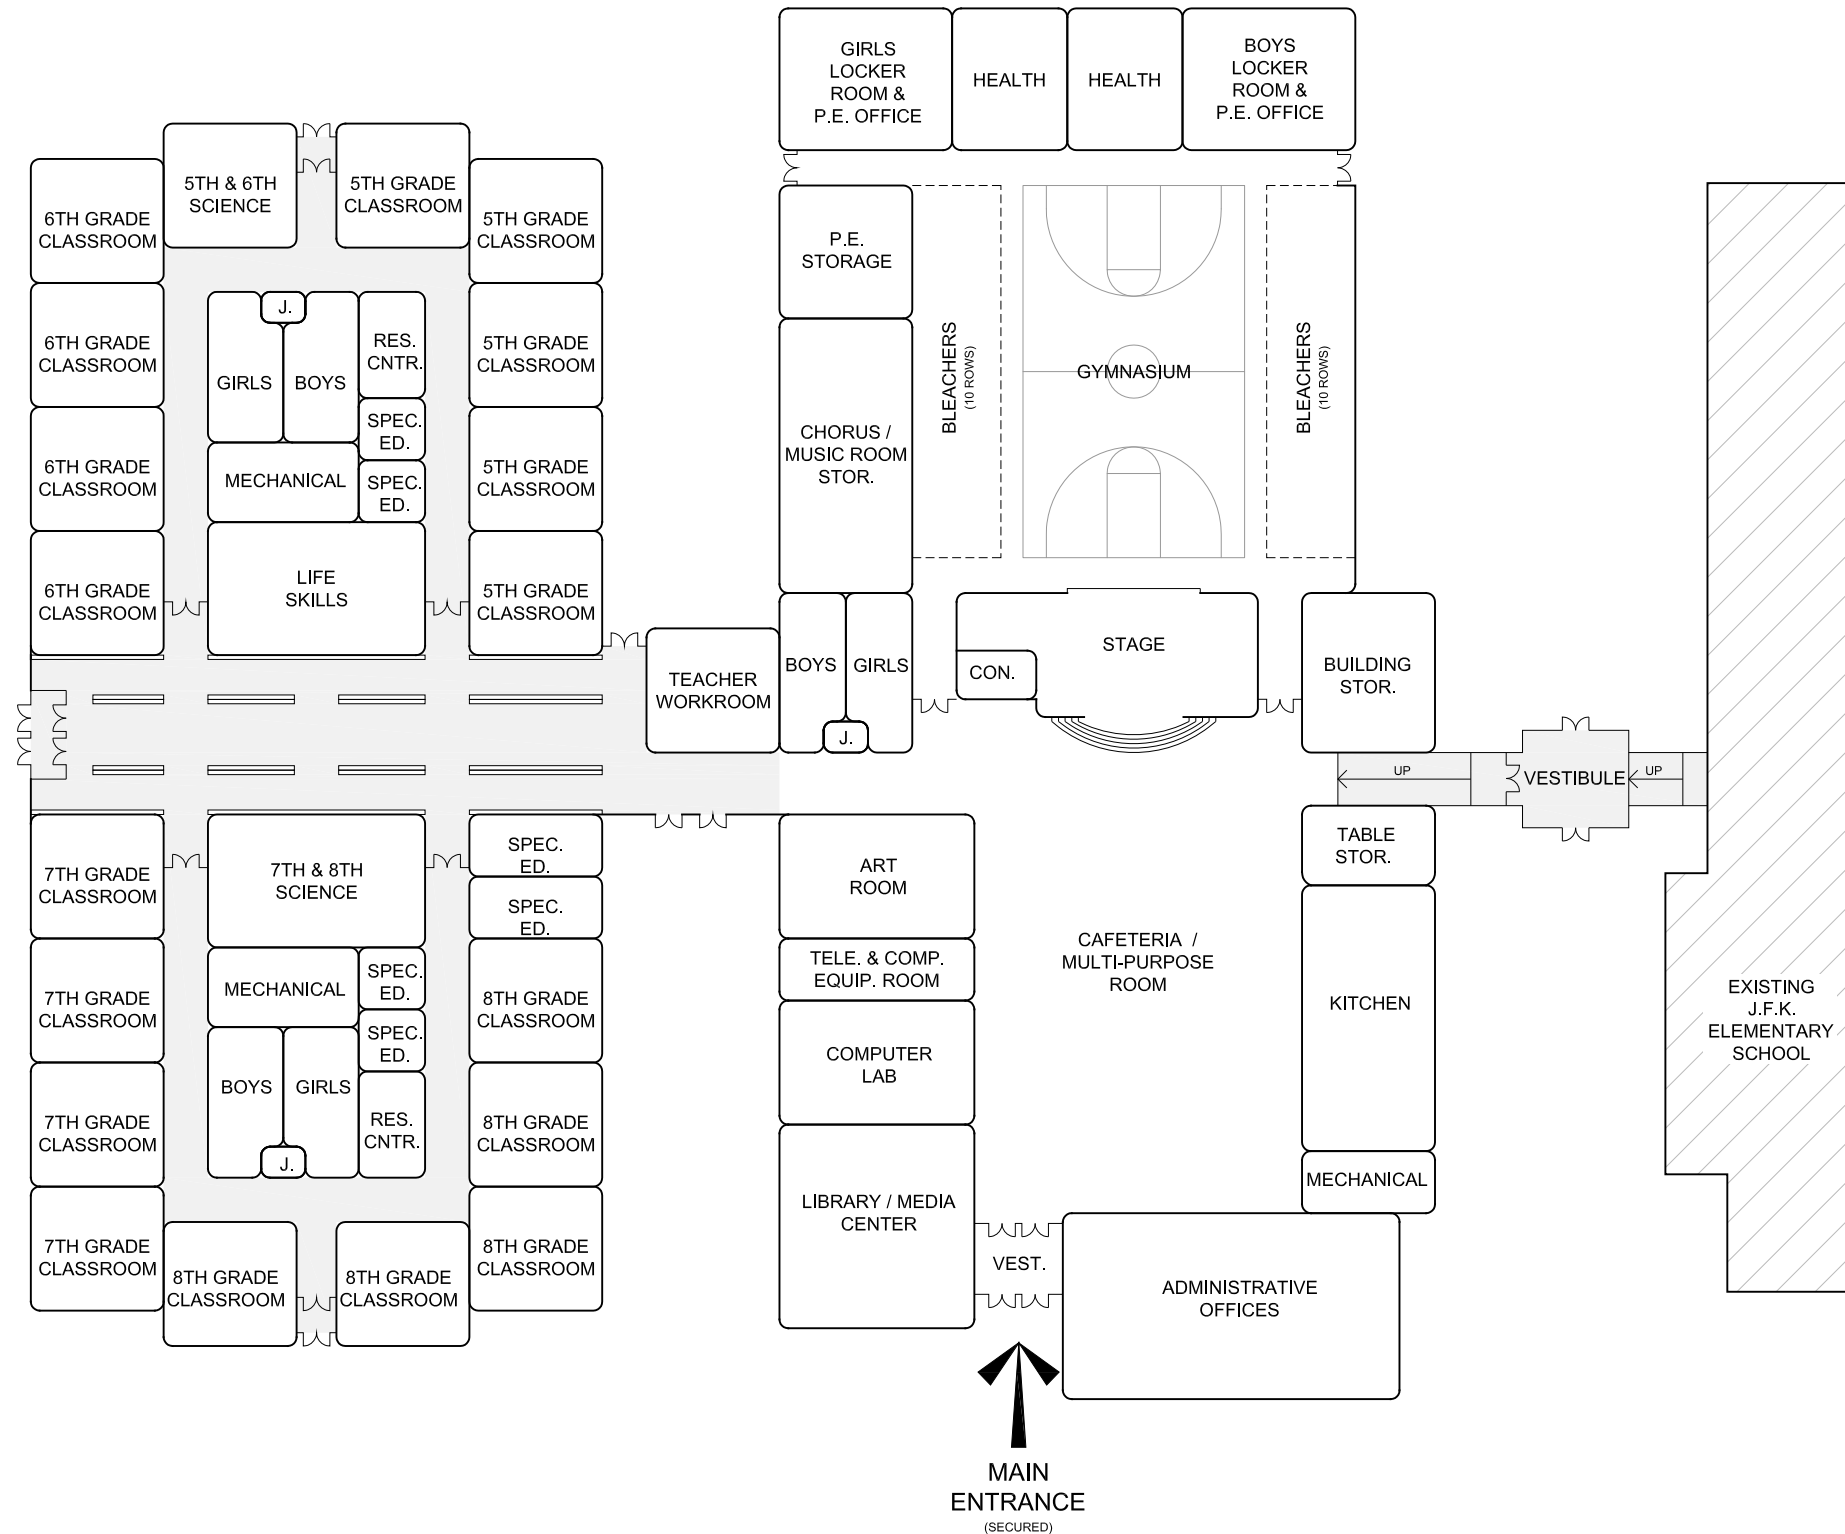 GIRLS
LOCKER
ROOM &
P.E. OFFICE
HEALTH
HEALTH
BOYS
LOCKER
ROOM &
P.E. OFFICE
5TH & 6TH
SCIENCE
5TH GRADE
CLASSROOM
6TH GRADE
CLASSROOM
5TH GRADE
CLASSROOM
P.E.
STORAGE
J.
GIRLS
BOYS
RES.
CNTR.
6TH GRADE
CLASSROOM
5TH GRADE
CLASSROOM
BLEACHERS
(10 ROWS)
GYMNASIUM
BLEACHERS
(10 ROWS)
SPEC.
ED.
CHORUS /
MUSIC ROOM
STOR.
6TH GRADE
CLASSROOM
MECHANICAL
SPEC.
ED.
5TH GRADE
CLASSROOM
6TH GRADE
CLASSROOM
LIFE
SKILLS
5TH GRADE
CLASSROOM
TEACHER
WORKROOM
BOYS
GIRLS
J.
CON.
STAGE
BUILDING
STOR.
UP
VESTIBULE
UP
7TH GRADE
CLASSROOM
7TH & 8TH
SCIENCE
SPEC.
ED.
SPEC.
ED.
ART
ROOM
TABLE
STOR.
CAFETERIA /
MULTI-PURPOSE
ROOM
TELE. & COMP.
EQUIP. ROOM
7TH GRADE
CLASSROOM
MECHANICAL
SPEC.
ED.
8TH GRADE
CLASSROOM
KITCHEN
EXISTING
J.F.K.
ELEMENTARY
SCHOOL
SPEC.
ED.
COMPUTER
LAB
BOYS
GIRLS
RES.
CNTR.
J.
7TH GRADE
CLASSROOM
8TH GRADE
CLASSROOM
MECHANICAL
LIBRARY / MEDIA
CENTER
VEST.
7TH GRADE
CLASSROOM
8TH GRADE
CLASSROOM
8TH GRADE
CLASSROOM
8TH GRADE
CLASSROOM
ADMINISTRATIVE
OFFICES
MAIN
ENTRANCE
(SECURED)